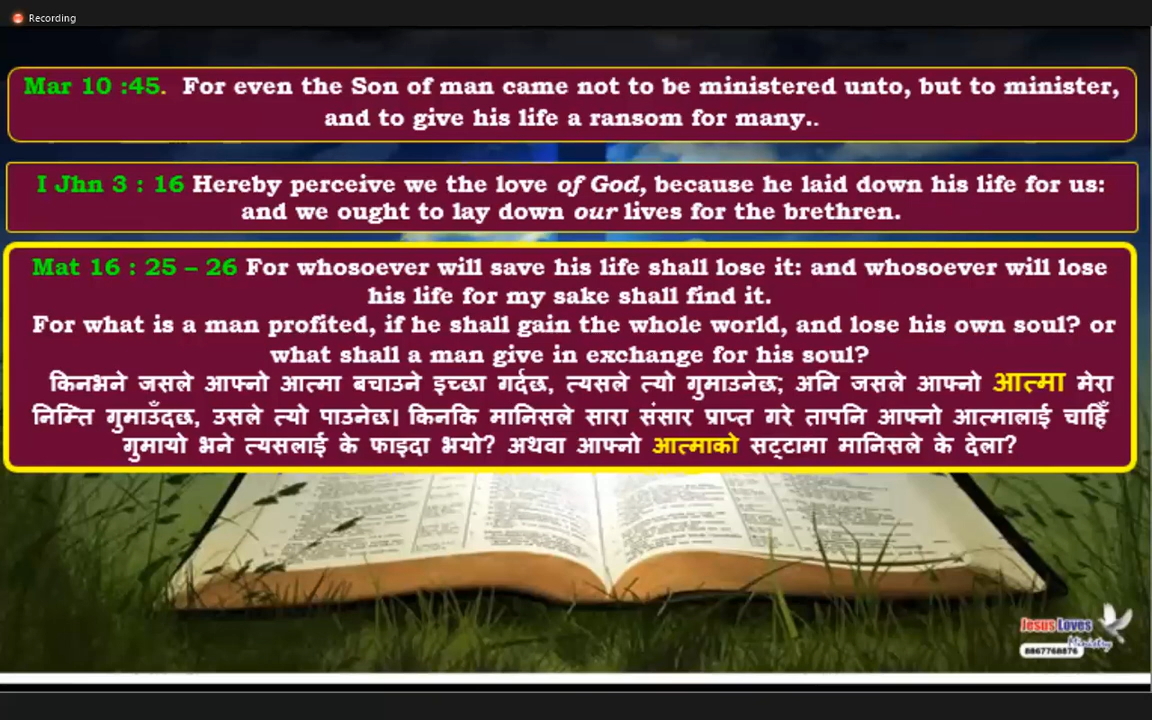 Recording
Mar 10 :45. For even the Son of man came not to be ministered unto, but to minister,
and to give his life a ransom for many..
I Jhn 3 : 16 Hereby perceive we the love of God, because he laid down his life for us:
and we ought to lay down our lives for the brethren.
Mat 16 : 25 – 26 For whosoever will save his life shall lose it: and whosoever will lose
his life for my sake shall find it.
For what is a man profited, if he shall gain the whole world, and lose his own soul? or
what shall a man give in exchange for his soul?
किनभने जसले आफ्नो आत्मा बचाउने इच्छा गर्दछ, त्यसले त्यो गुमाउनेछ; अनि जसले आफ्नो आत्मा मेरा
निम्ति गुमाउँदछ, उसले त्यो पाउनेछ। किनकि मानिसले सारा संसार प्राप्त गरे तापनि आफ्नो आत्मालाई चाहिँ
गुमायो भने त्यसलाई के फाइदा भयो? अथवा आफ्नो आत्माको सट्टामा मानिसले के देला?
Jesus Loves
Ministry
8867768876